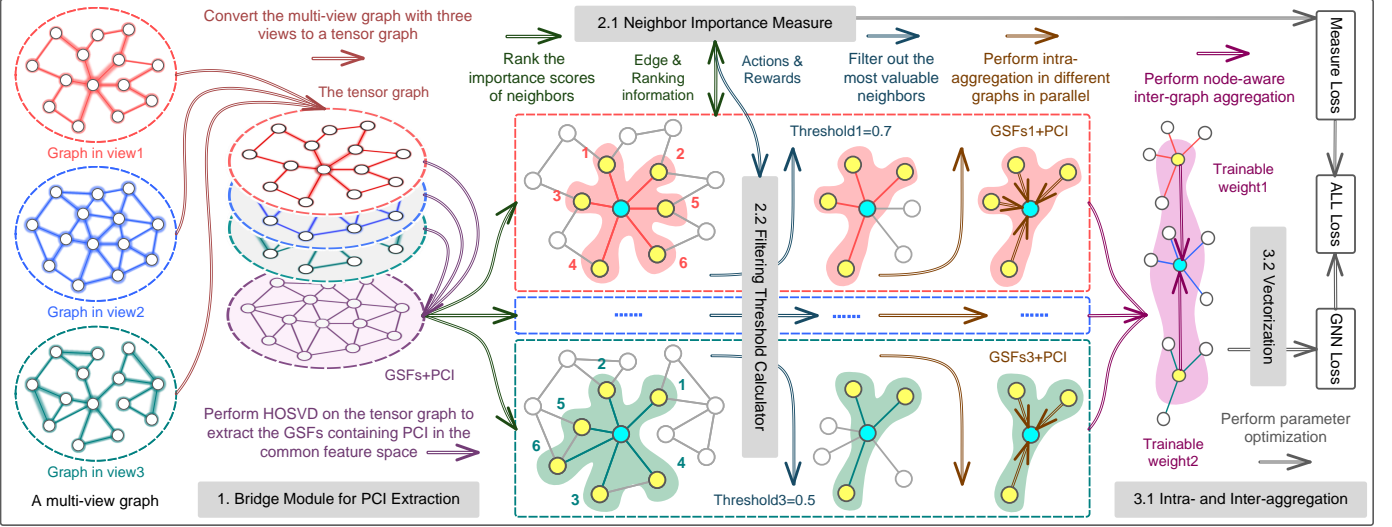 Convert the multi-view graph with three
views to a tensor graph
The tensor graph
Graph in view1
Graph in view2
Graph in view3
A multi-view graph
GSFs+PCI
Perform HOSVD on the tensor graph to
extract the GSFs containing PCI in the
common feature space
1. Bridge Module for PCI Extraction
2.1 Neighbor Importance Measure
Rank the
importance scores
of neighbors
Edge &
Ranking
information
Actions &
Rewards
Filter out the
most valuable
neighbors
Perform intra-
aggregation in different
graphs in parallel
Perform node-aware
inter-graph aggregation
1
2
3
5
4
6
Threshold1=0.7
GSFs1+PCI
2.2 Filtering Threshold Calculator
......
......
......
2
1
5
6
4
3
Threshold3=0.5
GSFs3+PCI
Trainable
weight1
Trainable
weight2
3.2 Vectorization
Measure Loss
ALL Loss
GNN Loss
Perform parameter
optimization
3.1 Intra- and Inter-aggregation